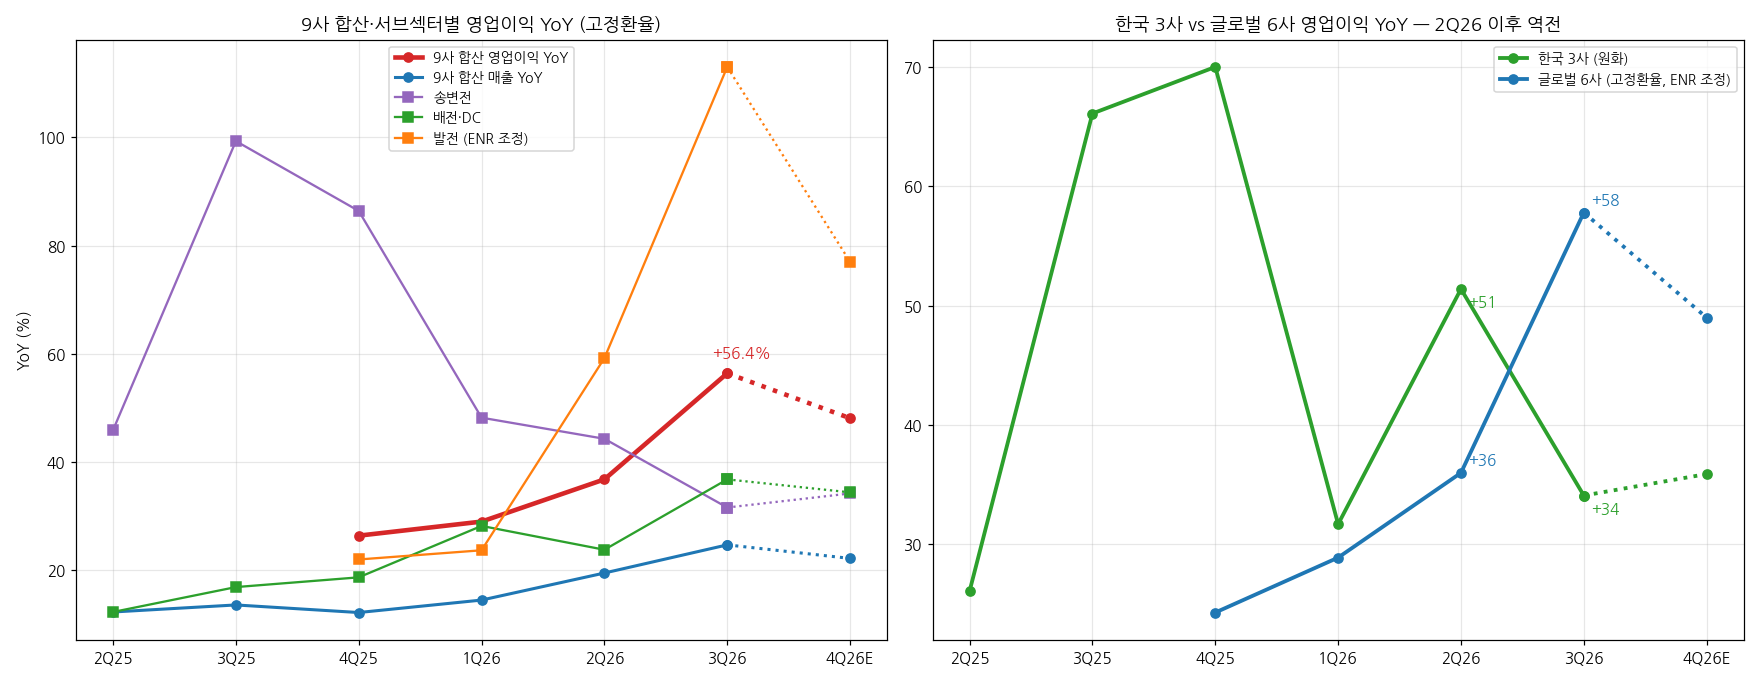 9사 합산·서브섹터별 영업이익 YoY (고정환율)
9사 합산 영업이익 YoY
9사 합산 매출 YoY
송변전
배전·DC
발전 (ENR 조정)
YoY (%)
100
80
60
40
20
+56.4%
2Q25
3Q25
4Q25
1Q26
2Q26
3Q26
4Q26E
한국 3사 vs 글로벌 6사 영업이익 YoY — 2Q26 이후 역전
한국 3사 (원화)
글로벌 6사 (고정환율, ENR 조정)
70
60
50
40
30
+58
+51
+36
+34
2Q25
3Q25
4Q25
1Q26
2Q26
3Q26
4Q26E